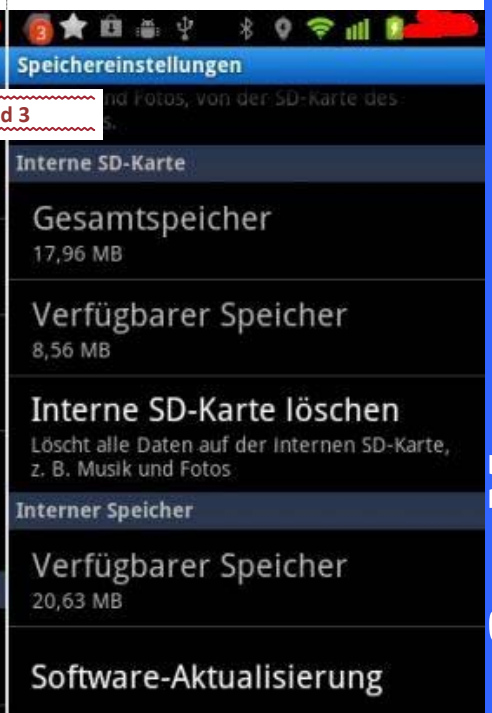 3
Speichereinstellungen
nd Fotos, von der SD-Karte des
s.
d 3
Interne SD-Karte
Gesamtspeicher
17,96 MB
Verfügbarer Speicher
8,56 MB
Interne SD-Karte löschen
Löscht alle Daten auf der internen SD-Karte,
z. B. Musik und Fotos
Interner Speicher
Verfügbarer Speicher
20,63 MB
Software-Aktualisierung